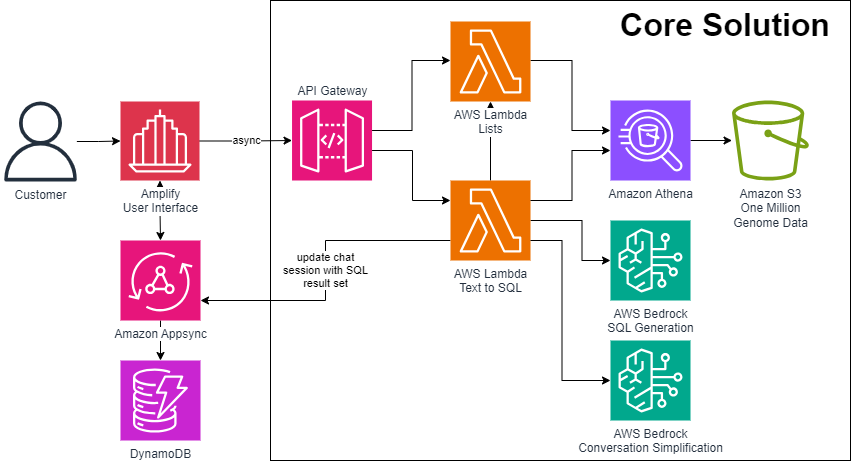 Core Solution
API Gateway
AWS Lambda
Lists
async
Customer
Amplify
User Interface
Amazon Athena
Amazon S3
One Million
Genome Data
update chat
session with SQL
result set
AWS Lambda
Text to SQL
AWS Bedrock
SQL Generation
Amazon Appsync
AWS Bedrock
Conversation Simplification
DynamoDB